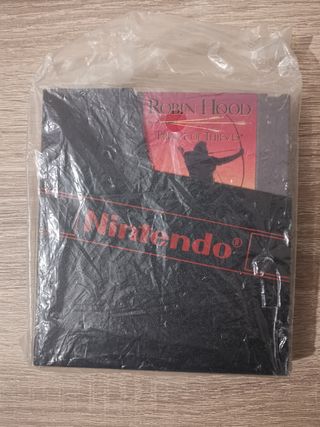 ROBIN HOOD
PRINCE OF THIEVES
Nintendo®